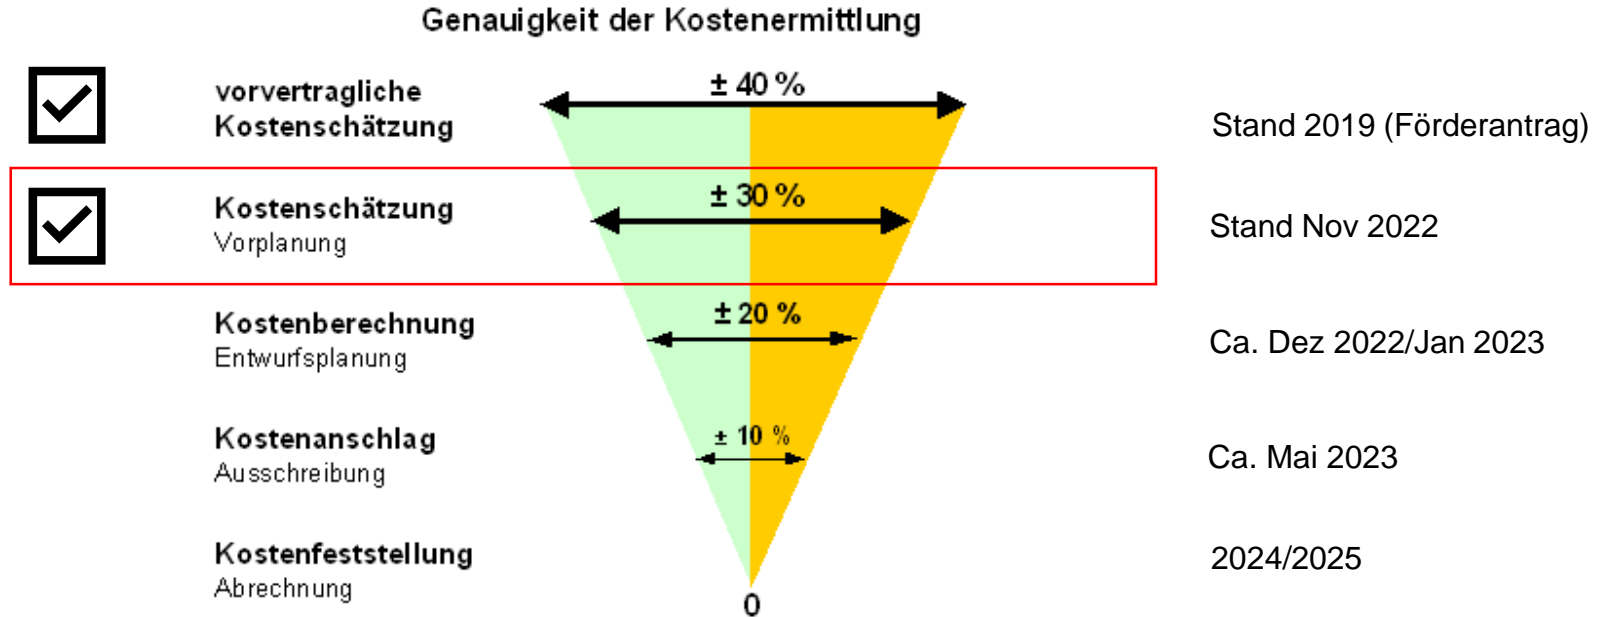 Genauigkeit der Kostenermittlung
vorvertragliche
Kostenschätzung
± 40 %
Stand 2019 (Förderantrag)
Kostenschätzung
Vorplanung
± 30 %
Stand Nov 2022
Kostenberechnung
Entwurfsplanung
± 20 %
Ca. Dez 2022/Jan 2023
Kostenanschlag
Ausschreibung
± 10 %
Ca. Mai 2023
Kostenfeststellung
Abrechnung
0
2024/2025